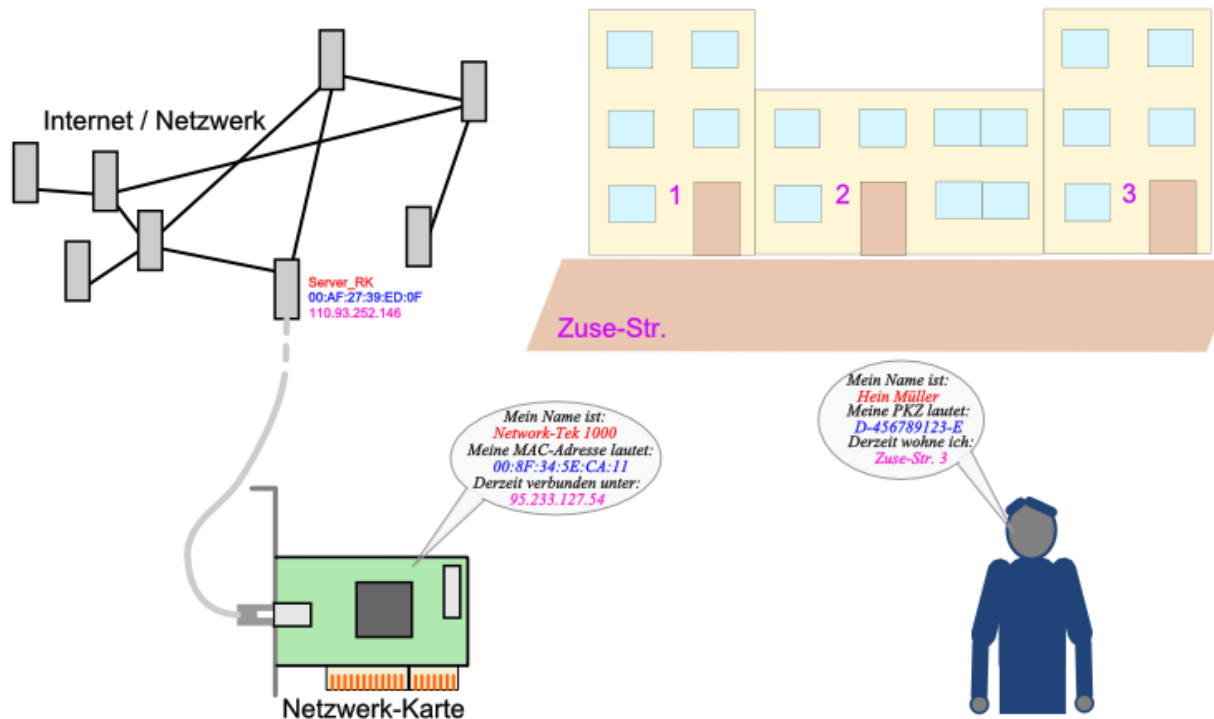 Internet / Netzwerk
1
2
3
Server_RK
00:AF:27:39:ED:0F
110.93.252.146
Zuse-Str.
Mein Name ist:
Network-Tek 1000
Meine MAC-Adresse lautet:
00:8F:34:5E:CA:11
Derzeit verbunden unter:
95.233.127.54
Mein Name ist:
Hein Müller
Meine PKZ lautet:
D-456789123-E
Derzeit wohne ich:
Zuse-Str. 3
Netzwerk-Karte